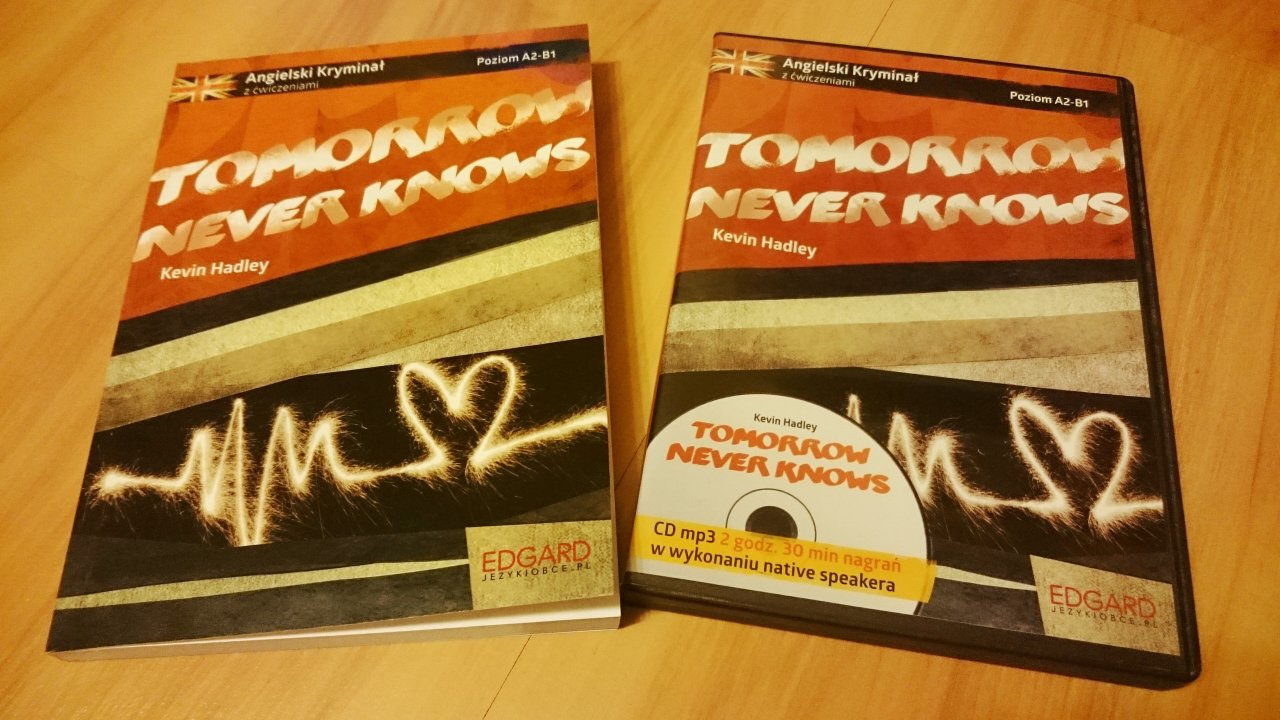 Angielski Kryminał
z ćwiczeniami
Poziom A2-B1
TOMORROW
NEVER KNOWS
Kevin Hadley
EDGARD
JEZYKIOBCE.PL
Angielski Kryminał
z ćwiczeniami
Poziom A2-B1
TOMORROW
NEVER KNOWS
Kevin Hadley
Kevin Hadley
TOMORROW
NEVER KNOWS
CD mp3 2 godz. 30 min nagrań
w wykonaniu native speakera
EDGARD
JEZYKIOBCE.PL